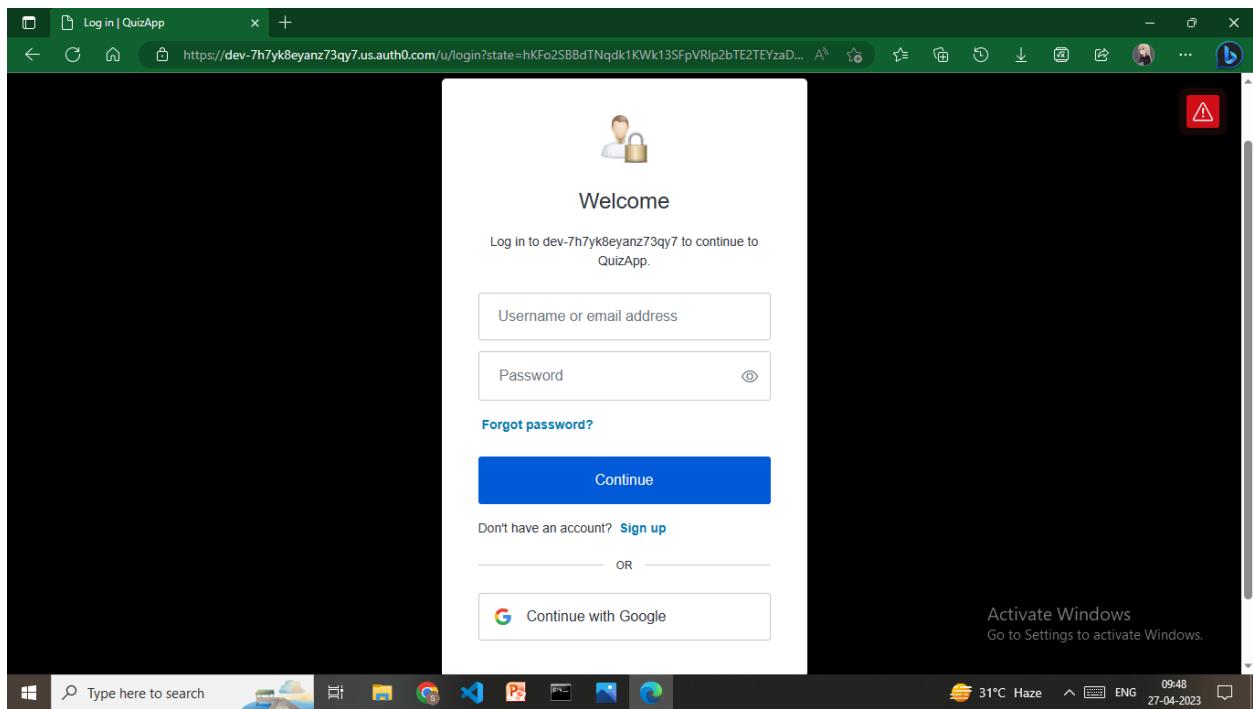 Log in | QuizApp
https://dev-7h7yk8eyanz73qy7.us.auth0.com/u/login?state=hKFo2SBBdTNqdk1KWk13SFpVRlp2bTE2TEYzaD...
Welcome
Log in to dev-7h7yk8eyanz73qy7 to continue to
QuizApp.
Username or email address
Password
Forgot password?
Continue
Don't have an account? Sign up
OR
Continue with Google
Activate Windows
Go to Settings to activate Windows.
Type here to search
31°C Haze
ENG
09:48
27-04-2023